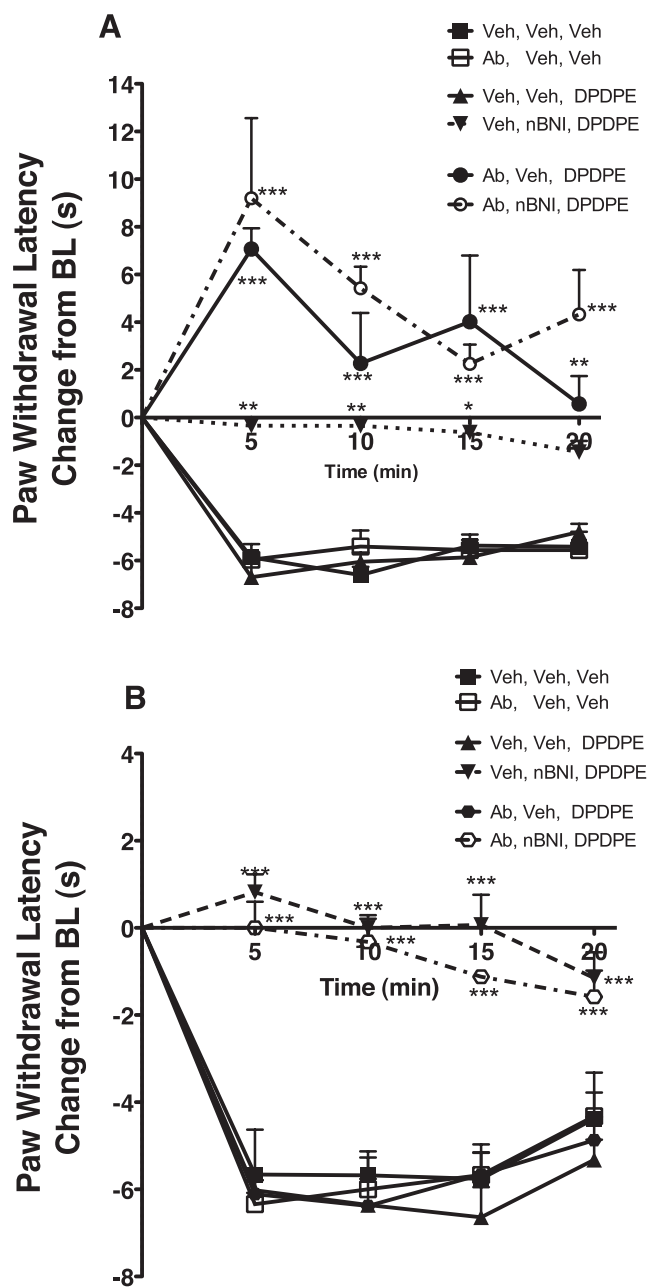 A
Veh, Veh, Veh
Ab, Veh, Veh
Veh, Veh, DPDPE
Veh, nBNI, DPDPE
Ab, Veh, DPDPE
Ab, nBNI, DPDPE
Paw Withdrawal Latency
Change from BL (s)
14
12
10
8
6
4
2
0
-2
-4
-6
-8
***
***
***
***
***
***
***
**
**
**
*
5 10 15 20
Time (min)
B
Veh, Veh, Veh
Ab, Veh, Veh
Veh, Veh, DPDPE
Veh, nBNI, DPDPE
Ab, Veh, DPDPE
Ab, nBNI, DPDPE
Paw Withdrawal Latency
Change from BL (s)
4
2
0
-2
-4
-6
-8
***
***
***
***
***
***
***
***
5 10 15 20
Time (min)